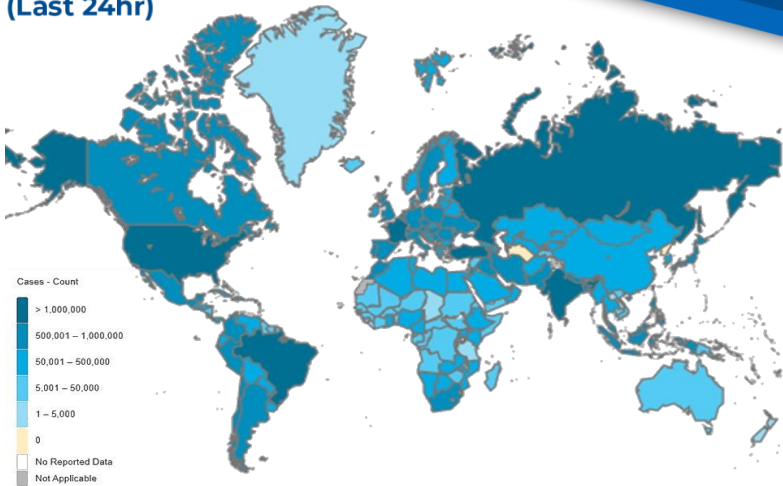 (Last 24hr)
Cases - Count
> 1,000,000
500,001 – 1,000,000
50,001 – 500,000
5,001 – 50,000
1 – 5,000
0
No Reported Data
Not Applicable